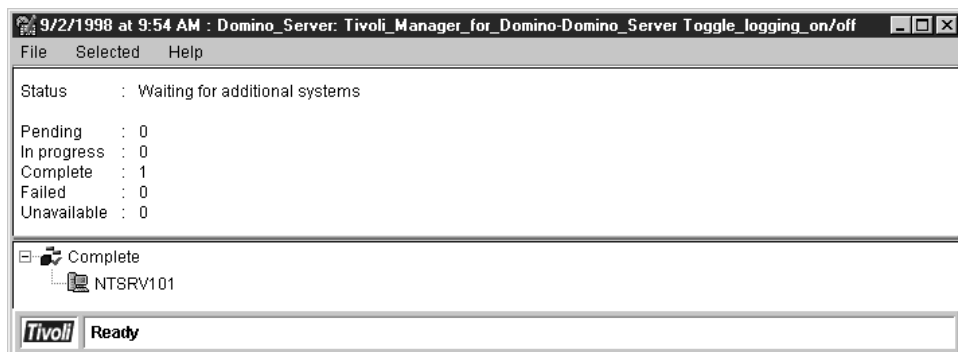 9/2/1998 at 9:54 AM : Domino_Server: Tivoli_Manager_for_Domino-Domino_Server Toggle_logging_on/off
File Selected Help
Status : Waiting for additional systems
Pending : 0
In progress : 0
Complete : 1
Failed : 0
Unavailable : 0
Complete
NTSRV101
Tivoli Ready